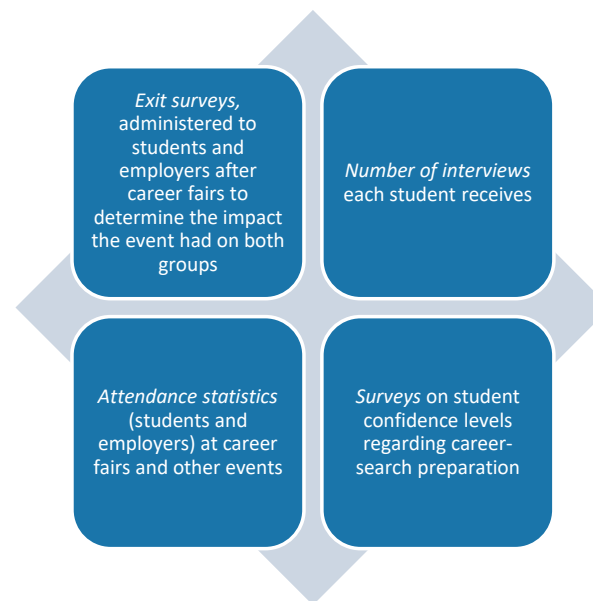 Exit surveys,
administered to
students and
employers after
career fairs to
determine the impact
the event had on both
groups
Number of interviews
each student receives
Attendance statistics
(students and
employers) at career
fairs and other events
Surveys on student
confidence levels
regarding career-
search preparation